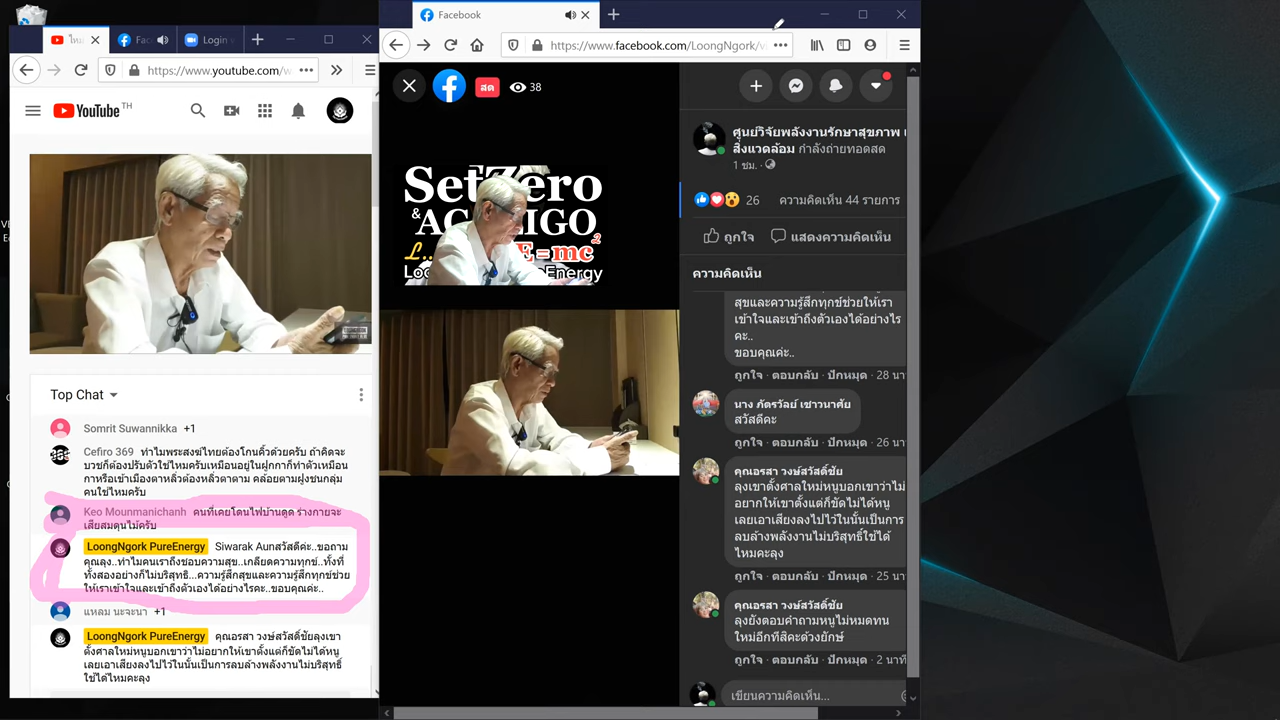 ใหม
Fac
Login
https://www.youtube.com/w
YouTube TH
Top Chat
Somrit Suwannikka +1
Cefiro 369 ทำไมพระสงฆ์ไทยต้องโกนคิ้วด้วยครับ ถ้าคิดจะ
บวชก็ต้องปรับตัวใช่ไหมครับเหมือนอยู่ในฝูกกาก็ทำตัวเหมือน
กาหรือเข้าเมืองตาหลิ่วต้องหลิ่วตาตาม คล้อยตามฝูงชนกลุ่ม
คนใช่ไหมครับ
Keo Mounmanichanh คนที่เคยโดนไฟบ้านดูด ร่างกายจะ
เสียสมดุนไม้ครับ
LoongNgork PureEnergy Siwarak Aunสวัสดีค่ะ..ขอถาม
คุณลุง..ทำไมคนเราถึงชอบความสุข..เกลียดความทุกข์..ทั้งที่
ทั้งสองอย่างก็ไม่บริสุทธิ์...ความรู้สึกสุขและความรู้สึกทุกข์ช่วย
ให้เราเข้าใจและเข้าถึงตัวเองได้อย่างไรคะ..ขอบคุณค่ะ..
แหลม นะจะนา +1
LoongNgork PureEnergy คุณอรสา วงษ์สวัสดิ์ชัยลุงเขา
ตั้งศาลใหม่หนูบอกเขาว่าไม่อยากให้เขาตั้งแต่ก็ขัดไม่ได้หนู
เลยเอาเสียงลงไปไว้ในนั้นเป็นการลบล้างพลังงานไม่บริสุทธิ์
ใช้ได้ไหมคะลุง
Facebook
https://www.facebook.com/LoongNgork/v
สด
38
SetZero
&
L..
E=mc2
Loo
PureEnergy
ศูนย์วิจัยพลังงานรักษาสุขภาพ
สิ่งแวดล้อม กำลังถ่ายทอดสด
1 ชม.
26
ความคิดเห็น 44 รายการ
ถูกใจ
แสดงความคิดเห็น
ความคิดเห็น
สุขและความรู้สึกทุกข์ช่วยให้เรา
เข้าใจและเข้าถึงตัวเองได้อย่างไร
คะ..
ขอบคุณค่ะ..
ถูกใจ · ตอบกลับ · ปักหมุด · 28 นา
นาง ภัดรวัลย์ เชาวนาศัย
สวัสดีคะ
ถูกใจ · ตอบกลับ · ปักหมุด · 26 นา
คุณอรสา วงษ์สวัสดิ์ชัย
ลุงเขาตั้งศาลใหม่หนูบอกเขาว่าไม่
อยากให้เขาตั้งแต่ก็ขัดไม่ได้หนู
เลยเอาเสียงลงไปไว้ในนั้นเป็นการ
ลบล้างพลังงานไม่บริสุทธิ์ใช้ได้
ไหมคะลุง
ถูกใจ · ตอบกลับ · ปักหมุด · 25 นา
คุณอรสา วงษ์สวัสดิ์ชัย
ลุงยังตอบคำถามหนูไม่หมดทน
ใหม่อีกทีสิคะด้วงยักษ์
ถูกใจ · ตอบกลับ · ปักหมุด · 2 นาที
เขียนความคิดเห็น...